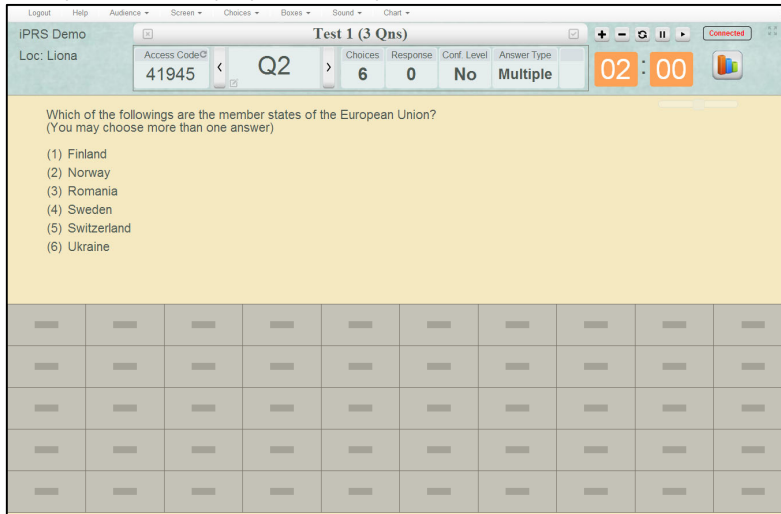 Logout Help Audience Screen Choices Boxes Sound Chart
iPRS Demo Test 1 (3 Qns) Connected
Loc: Liona
Access Code Choices Response Conf. Level Answer Type
41945 < Q2 > 6 0 No Multiple 02 : 00
Which of the followings are the member states of the European Union?
(You may choose more than one answer)
(1) Finland
(2) Norway
(3) Romania
(4) Sweden
(5) Switzerland
(6) Ukraine